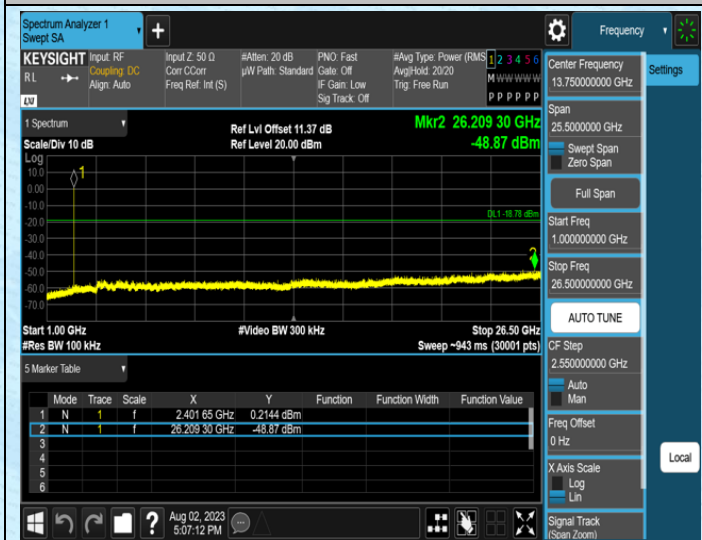 Spectrum Analyzer 1
Swept SA
Frequency
KEYSIGHT
RL
LXI
Input: RF
Coupling: DC
Align: Auto
Input Z: 50 Ω
Corr CCorr
Freq Ref: Int (S)
#Atten: 20 dB
µW Path: Standard
PNO: Fast
Gate: Off
IF Gain: Low
Sig Track: Off
#Avg Type: Power (RMS
Avg|Hold: 20/20
Trig: Free Run
1 2 3 4 5 6
M W W W W W
P P P P P P
1 Spectrum
Scale/Div 10 dB
Ref Lvl Offset 11.37 dB
Ref Level 20.00 dBm
Mkr2 26.209 30 GHz
-48.87 dBm
Log
10.0
0.00
-10.0
-20.0
-30.0
-40.0
-50.0
-60.0
-70.0
1
DL1 -18.78 dBm
2
Start 1.00 GHz
#Video BW 300 kHz
Stop 26.50 GHz
#Res BW 100 kHz
Sweep ~943 ms (30001 pts)
5 Marker Table
Mode Trace Scale X Y Function Function Width Function Value
1 N 1 f 2.401 65 GHz 0.2144 dBm
2 N 1 f 26.209 30 GHz -48.87 dBm
3
4
5
6
?
Aug 02, 2023
5:07:12 PM
Center Frequency
13.750000000 GHz
Settings
Span
25.5000000 GHz
Swept Span
Zero Span
Full Span
Start Freq
1.000000000 GHz
Stop Freq
26.500000000 GHz
AUTO TUNE
CF Step
2.550000000 GHz
Auto
Man
Freq Offset
0 Hz
X Axis Scale
Log
Lin
Local
Signal Track
(Span Zoom)